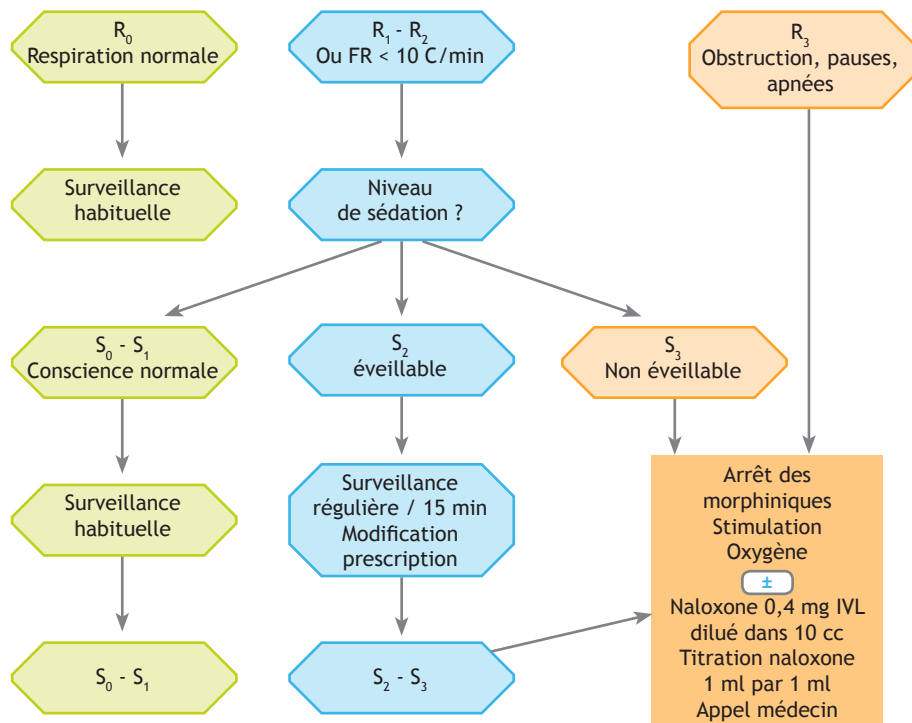 R0
Respiration normale
R1 - R2
Ou FR < 10 C/min
R3
Obstruction, pauses,
apnées
Surveillance
habituelle
Niveau
de sédation ?
S0 - S1
Conscience normale
S2
éveillable
S3
Non éveillable
Surveillance
habituelle
Surveillance
régulière / 15 min
Modification
prescription
Arrêt des
morphiniques
Stimulation
Oxygène
±
Naloxone 0,4 mg IVL
dilué dans 10 cc
Titration naloxone
1 ml par 1 ml
Appel médecin
S0 - S1
S2 - S3